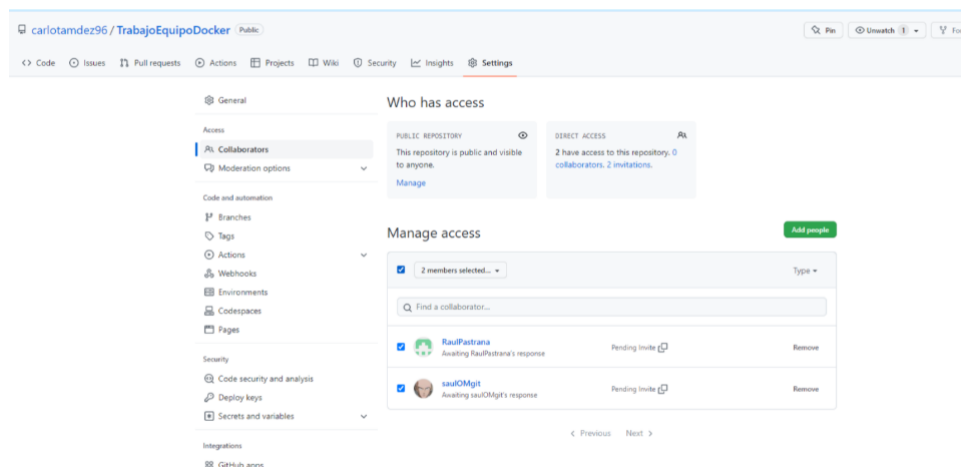 carlotamdez96 / TrabajoEquipoDocker Public
Pin
Unwatch 1
Fo
Code Issues Pull requests Actions Projects Wiki Security Insights Settings
General
Access
Collaborators
Moderation options
Code and automation
Branches
Tags
Actions
Webhooks
Environments
Codespaces
Pages
Security
Code security and analysis
Deploy keys
Secrets and variables
Integrations
GitHub apps
Who has access
PUBLIC REPOSITORY
This repository is public and visible
to anyone.
Manage
DIRECT ACCESS
2 have access to this repository. 0
collaborators. 2 invitations.
Manage access
Add people
2 members selected...
Type
Find a collaborator...
RaulPastrana
Awaiting RaulPastrana's response
Pending Invite
Remove
saulOMgit
Awaiting saulOMgit's response
Pending Invite
Remove
Previous Next